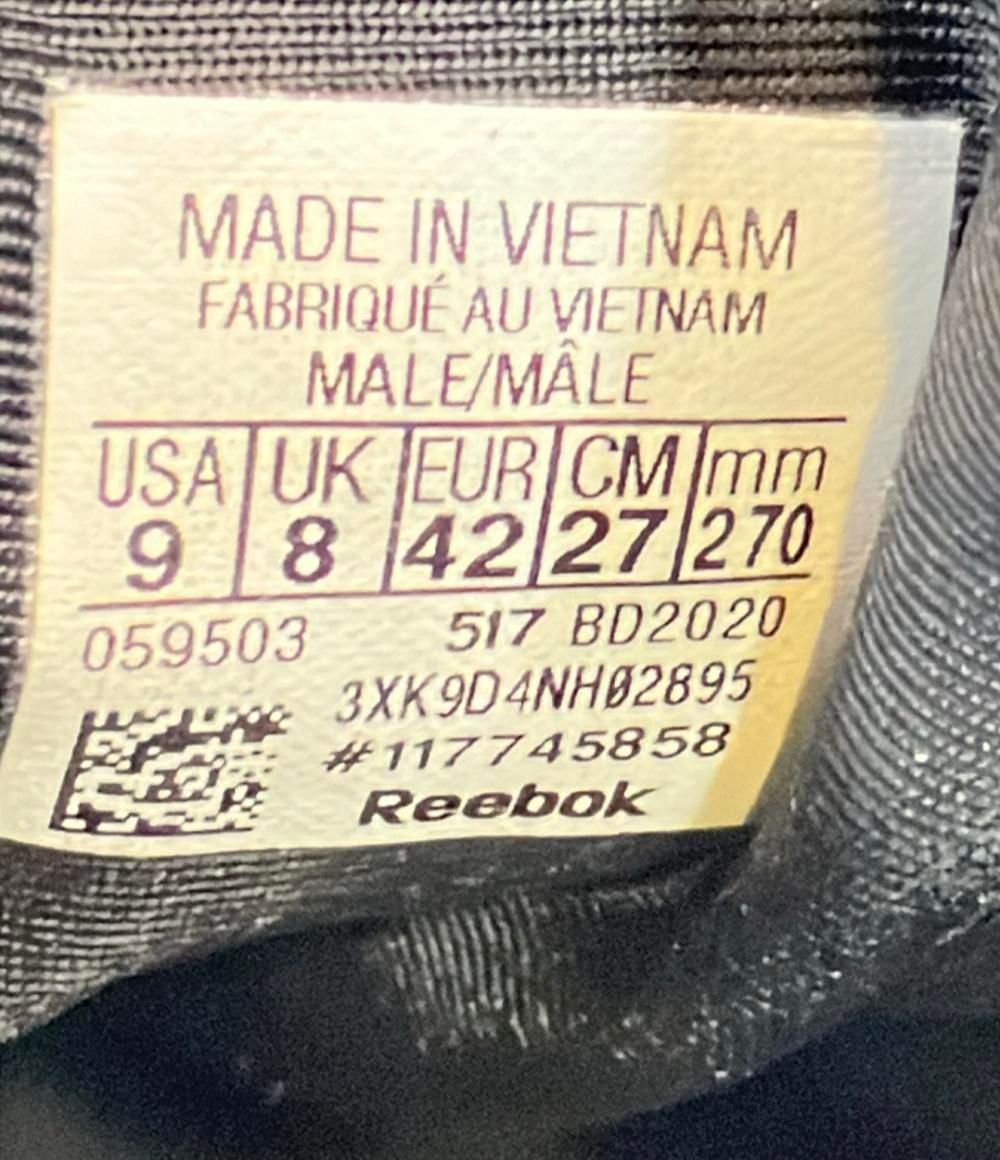 MADE IN VIETNAM
FABRIQUÉ AU VIETNAM
MALE/MÂLE
USA UK EUR CM mm
9 8 42 27 270
059503 517 BD2020
3XK9D4NH02895
#117745858
Reebok